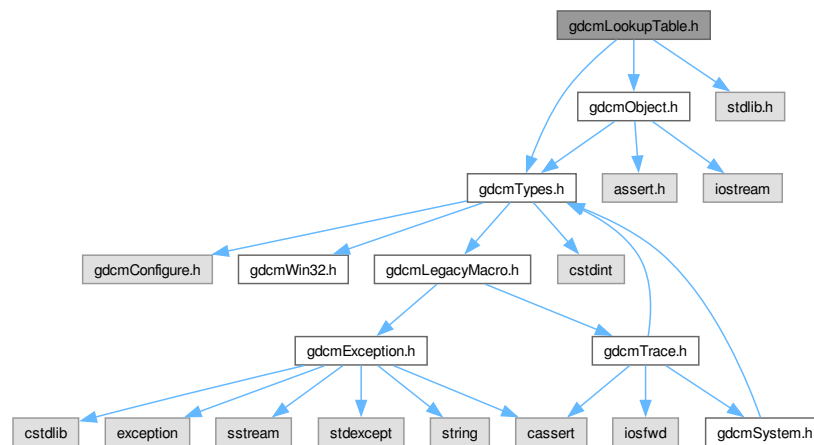 gdcmLookupTable.h
gdcmObject.h
stdlib.h
gdcmTypes.h
assert.h
iostream
gdcmConfigure.h
gdcmWin32.h
gdcmLegacyMacro.h
cstdint
gdcmException.h
gdcmTrace.h
cstdlib
exception
sstream
stdexcept
string
cassert
iosfwd
gdcmSystem.h